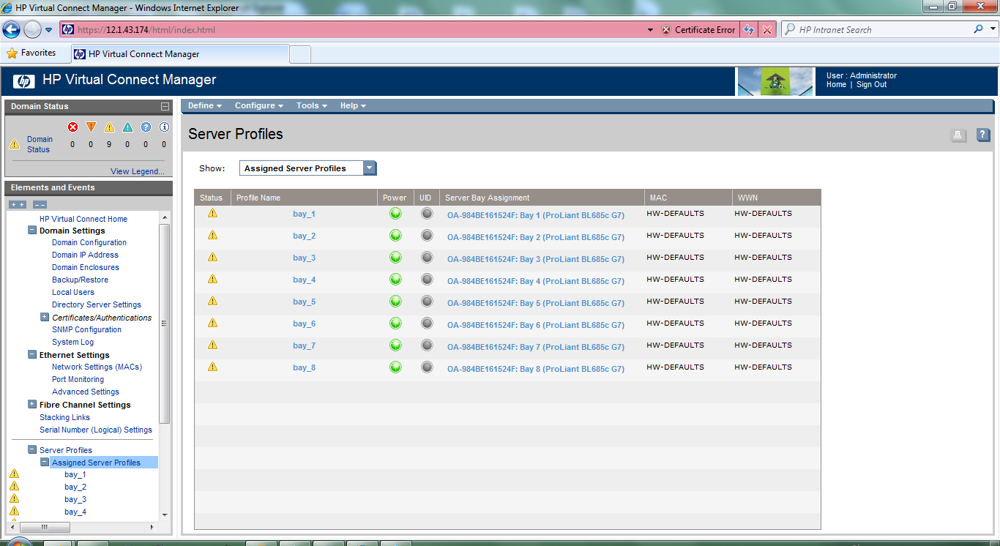 HP Virtual Connect Manager - Windows Internet Explorer
https://12.1.43.174/html/index.html
Certificate Error
HP Intranet Search
Favorites
HP Virtual Connect Manager
hp HP Virtual Connect Manager
User : Administrator
Home | Sign Out
Domain Status
Domain Status 0 0 9 0 0 0
View Legend...
Elements and Events
HP Virtual Connect Home
Domain Settings
Domain Configuration
Domain IP Address
Domain Enclosures
Backup/Restore
Local Users
Directory Server Settings
Certificates/Authentications
SNMP Configuration
System Log
Ethernet Settings
Network Settings (MACs)
Port Monitoring
Advanced Settings
Fibre Channel Settings
Stacking Links
Serial Number (Logical) Settings
Server Profiles
Assigned Server Profiles
bay_1
bay_2
bay_3
bay_4
Define Configure Tools Help
Server Profiles
Show: Assigned Server Profiles
Status Profile Name Power UID Server Bay Assignment MAC WWN
bay_1 OA-984BE161524F: Bay 1 (ProLiant BL685c G7) HW-DEFAULTS HW-DEFAULTS
bay_2 OA-984BE161524F: Bay 2 (ProLiant BL685c G7) HW-DEFAULTS HW-DEFAULTS
bay_3 OA-984BE161524F: Bay 3 (ProLiant BL685c G7) HW-DEFAULTS HW-DEFAULTS
bay_4 OA-984BE161524F: Bay 4 (ProLiant BL685c G7) HW-DEFAULTS HW-DEFAULTS
bay_5 OA-984BE161524F: Bay 5 (ProLiant BL685c G7) HW-DEFAULTS HW-DEFAULTS
bay_6 OA-984BE161524F: Bay 6 (ProLiant BL685c G7) HW-DEFAULTS HW-DEFAULTS
bay_7 OA-984BE161524F: Bay 7 (ProLiant BL685c G7) HW-DEFAULTS HW-DEFAULTS
bay_8 OA-984BE161524F: Bay 8 (ProLiant BL685c G7) HW-DEFAULTS HW-DEFAULTS